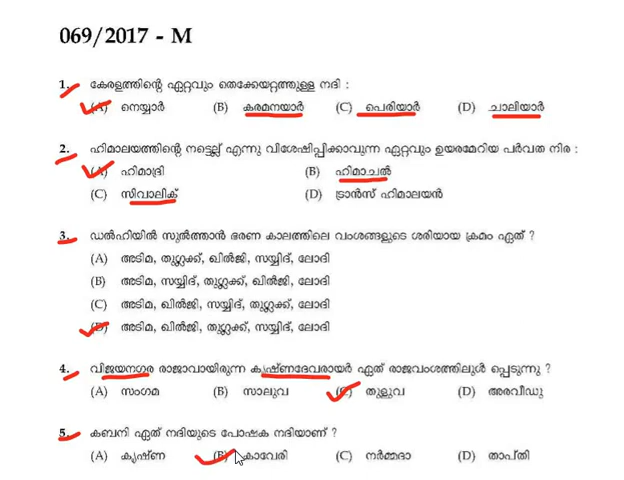 069/2017 - M
1. കേരളത്തിന്റെ ഏറ്റവും തെക്കേയറ്റത്തുള്ള നദി :
(A) നെയ്യാർ (B) കരമനയാർ (C) പെരിയാർ (D) ചാലിയാർ
2. ഹിമാലയത്തിന്റെ നട്ടെല്ല് എന്നു വിശേഷിപ്പിക്കാവുന്ന ഏറ്റവും ഉയരമേറിയ പർവത നിര :
(A) ഹിമാദ്രി (B) ഹിമാചൽ
(C) സിവാലിക് (D) ട്രാൻസ് ഹിമാലയൻ
3. ഡൽഹിയിൽ സുൽത്താൻ ഭരണ കാലത്തിലെ വംശങ്ങളുടെ ശരിയായ ക്രമം ഏത് ?
(A) അടിമ, തുഗ്ലക്ക്, ഖിൽജി, സയ്യിദ്, ലോദി
(B) അടിമ, സയ്യിദ്, തുഗ്ലക്ക്, ഖിൽജി, ലോദി
(C) അടിമ, ഖിൽജി, സയ്യിദ്, തുഗ്ലക്ക്, ലോദി
(D) അടിമ, ഖിൽജി, തുഗ്ലക്ക്, സയ്യിദ്, ലോദി
4. വിജയനഗര രാജാവായിരുന്ന കൃഷ്ണദേവരായർ ഏത് രാജവംശത്തിലുൾ പ്പെടുന്നു ?
(A) സംഗമ (B) സാലുവ (C) തുളുവ (D) അരവീഡു
5. കബനി ഏത് നദിയുടെ പോഷക നദിയാണ് ?
(A) കൃഷ്ണ (B) കാവേരി (C) നർമ്മദാ (D) താപ്തി